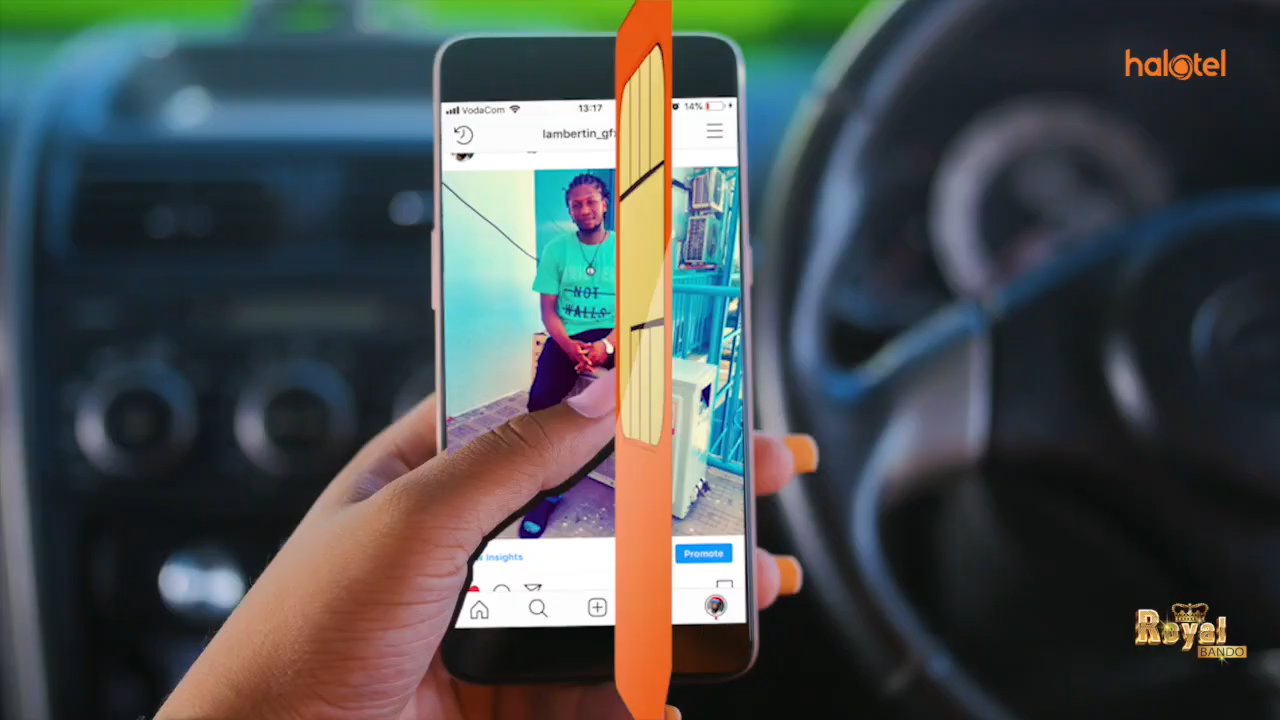 halotel
VodaCom
13:17
14%
lambertin_gf
NOT
WALLS
Insights
Promote
Royal
BANDO